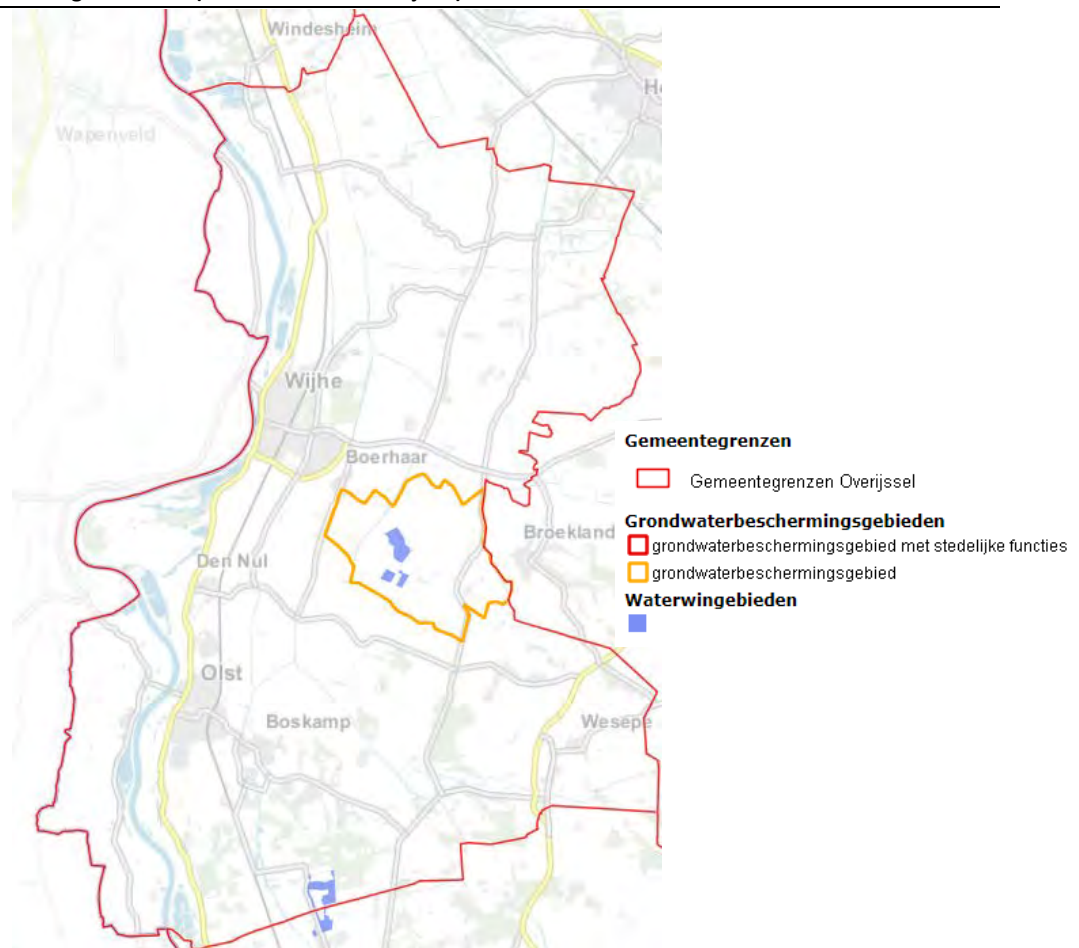 Windesheim
Wapenveld
Wijhe
Boerhaar
Broekland
Den Nul
Olst
Boskamp
Wesepe
Gemeentegrenzen
Gemeentegrenzen Overijssel
Grondwaterbeschermingsgebieden
grondwaterbeschermingsgebied met stedelijke functies
grondwaterbeschermingsgebied
Waterwingebieden